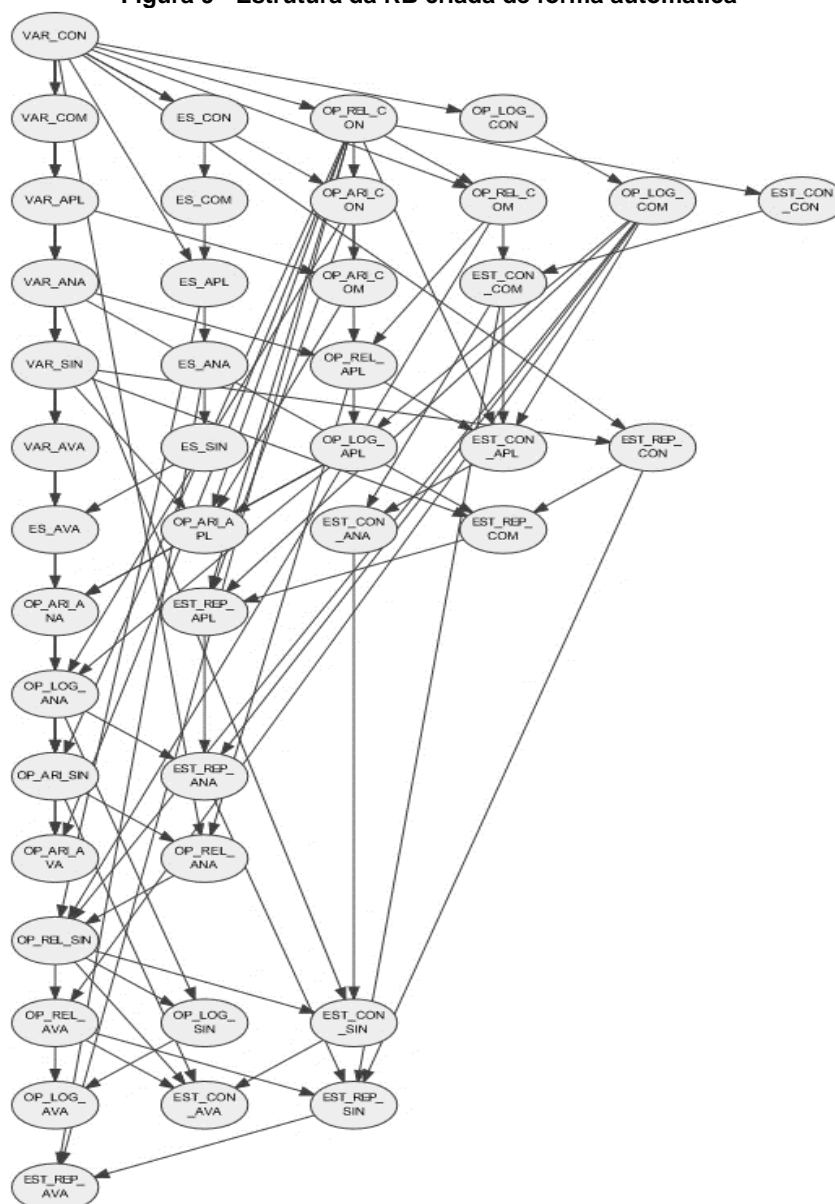 Figura 6 - Estrutura da RB criada de forma automática
VAR_CON
VAR_COM
ES_CON
OP_REL_C
ON
OP_LOG_
CON
VAR_APL
ES_COM
OP_ARI_C
ON
OP_REL_C
OM
OP_LOG_
COM
EST_CON
_CON
VAR_ANA
ES_APL
OP_ARI_C
OM
EST_CON
_COM
VAR_SIN
ES_ANA
OP_REL_
APL
VAR_AVA
ES_SIN
OP_LOG_
APL
EST_CON
_APL
EST_REP_
CON
ES_AVA
OP_ARI_A
PL
EST_CON
_ANA
EST_REP_
COM
OP_ARI_A
NA
EST_REP_
APL
OP_LOG_
ANA
OP_ARI_SIN
EST_REP_
ANA
OP_ARI_A
VA
OP_REL_
ANA
OP_REL_SIN
OP_REL_
AVA
OP_LOG_
SIN
EST_CON
_SIN
OP_LOG_
AVA
EST_CON
_AVA
EST_REP_
SIN
EST_REP_
AVA